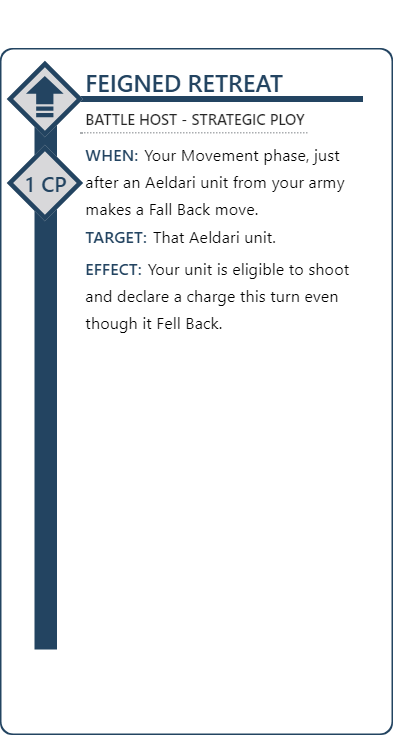 FEIGNED RETREAT
BATTLE HOST - STRATEGIC PLOY
1 CP
WHEN: Your Movement phase, just
after an Aeldari unit from your army
makes a Fall Back move.
TARGET: That Aeldari unit.
EFFECT: Your unit is eligible to shoot
and declare a charge this turn even
though it Fell Back.